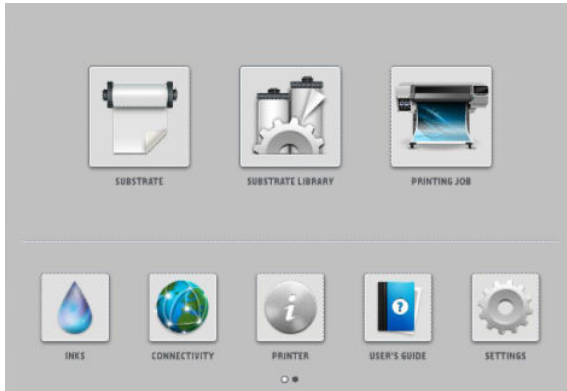 SUBSTRATE
SUBSTRATE LIBRARY
PRINTING JOB
i
?
INKS
CONNECTIVITY
PRINTER
USER'S GUIDE
SETTINGS